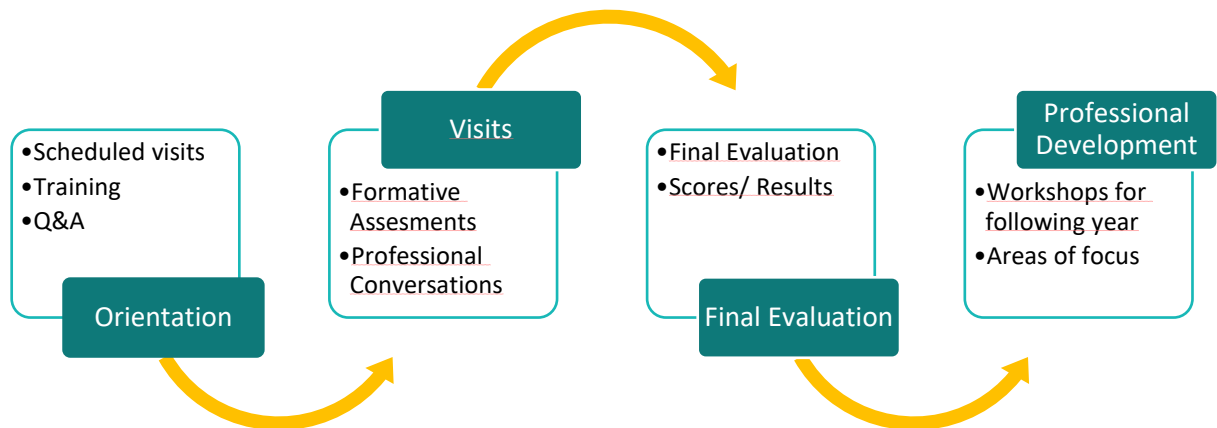 •Scheduled visits
•Training
•Q&A
Orientation
Visits
•Formative
Assesments
•Professional
Conversations
•Final Evaluation
•Scores/ Results
Final Evaluation
Professional
Development
•Workshops for
following year
•Areas of focus